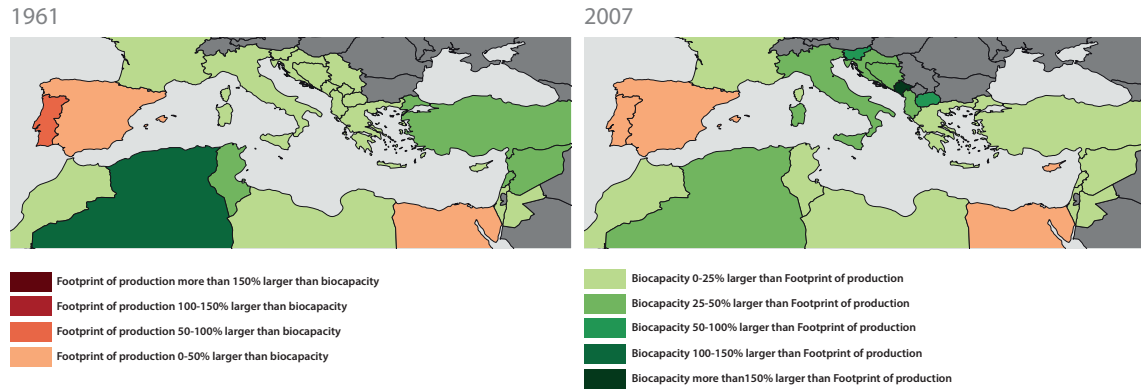 1961
2007
Footprint of production more than 150% larger than biocapacity
Footprint of production 100-150% larger than biocapacity
Footprint of production 50-100% larger than biocapacity
Footprint of production 0-50% larger than biocapacity
Biocapacity 0-25% larger than Footprint of production
Biocapacity 25-50% larger than Footprint of production
Biocapacity 50-100% larger than Footprint of production
Biocapacity 100-150% larger than Footprint of production
Biocapacity more than150% larger than Footprint of production